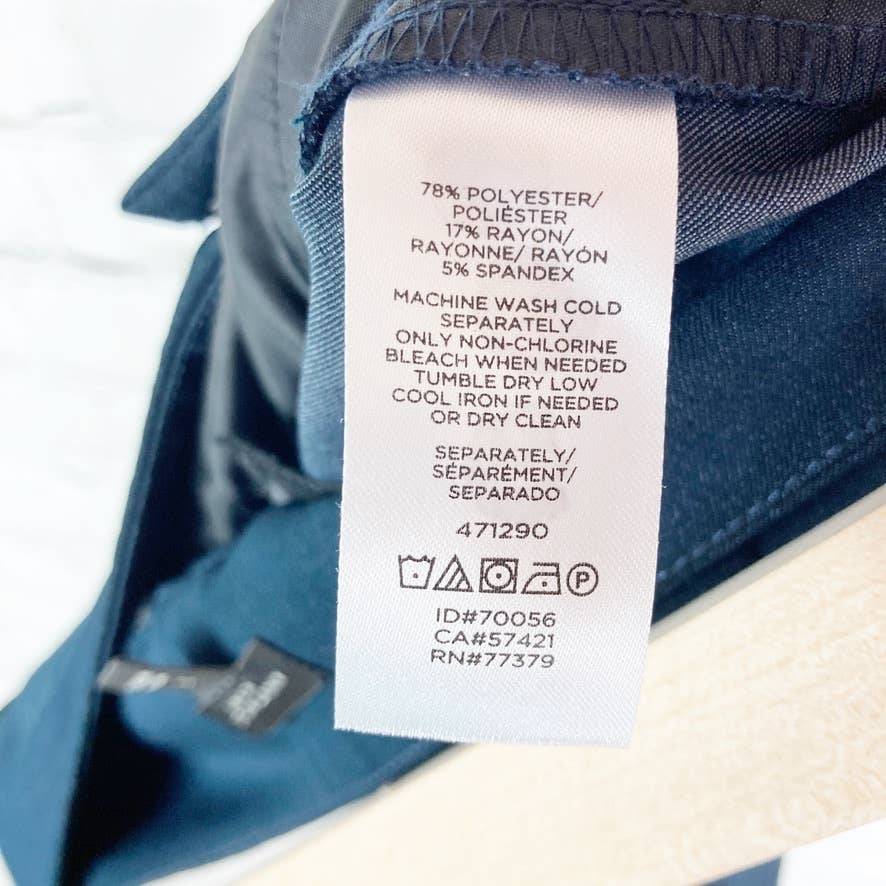 78% POLYESTER/
POLIÉSTER
17% RAYON/
RAYONNE/ RAYÓN
5% SPANDEX
MACHINE WASH COLD
SEPARATELY
ONLY NON-CHLORINE
BLEACH WHEN NEEDED
TUMBLE DRY LOW
COOL IRON IF NEEDED
OR DRY CLEAN
SEPARATELY/
SÉPARÉMENT/
SEPARADO
471290
P
ID#70056
CA#57421
RN#77379